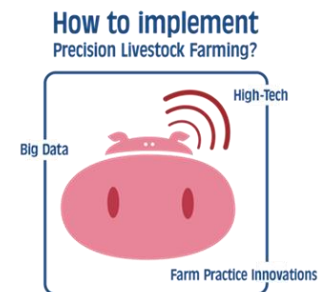 How to implement
Precision Livestock Farming?
High-Tech
Big Data
Farm Practice Innovations